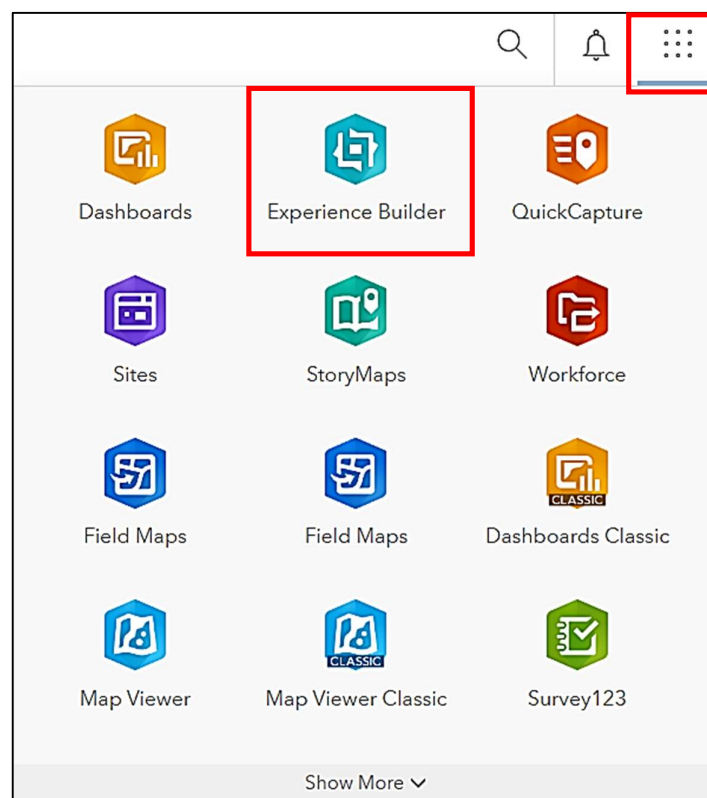 Dashboards
Experience Builder
QuickCapture
Sites
StoryMaps
Workforce
Field Maps
Field Maps
CLASSIC
Dashboards Classic
Map Viewer
CLASSIC
Map Viewer Classic
Survey123
Show More